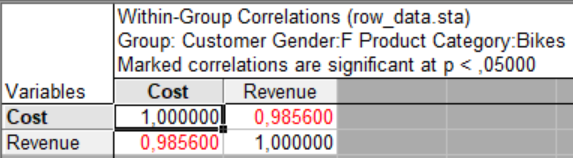 Within-Group Correlations (row_data.sta)
Group: Customer Gender:F Product Category:Bikes
Marked correlations are significant at p < ,05000
Variables Cost Revenue
Cost 1,000000 0,985600
Revenue 0,985600 1,000000